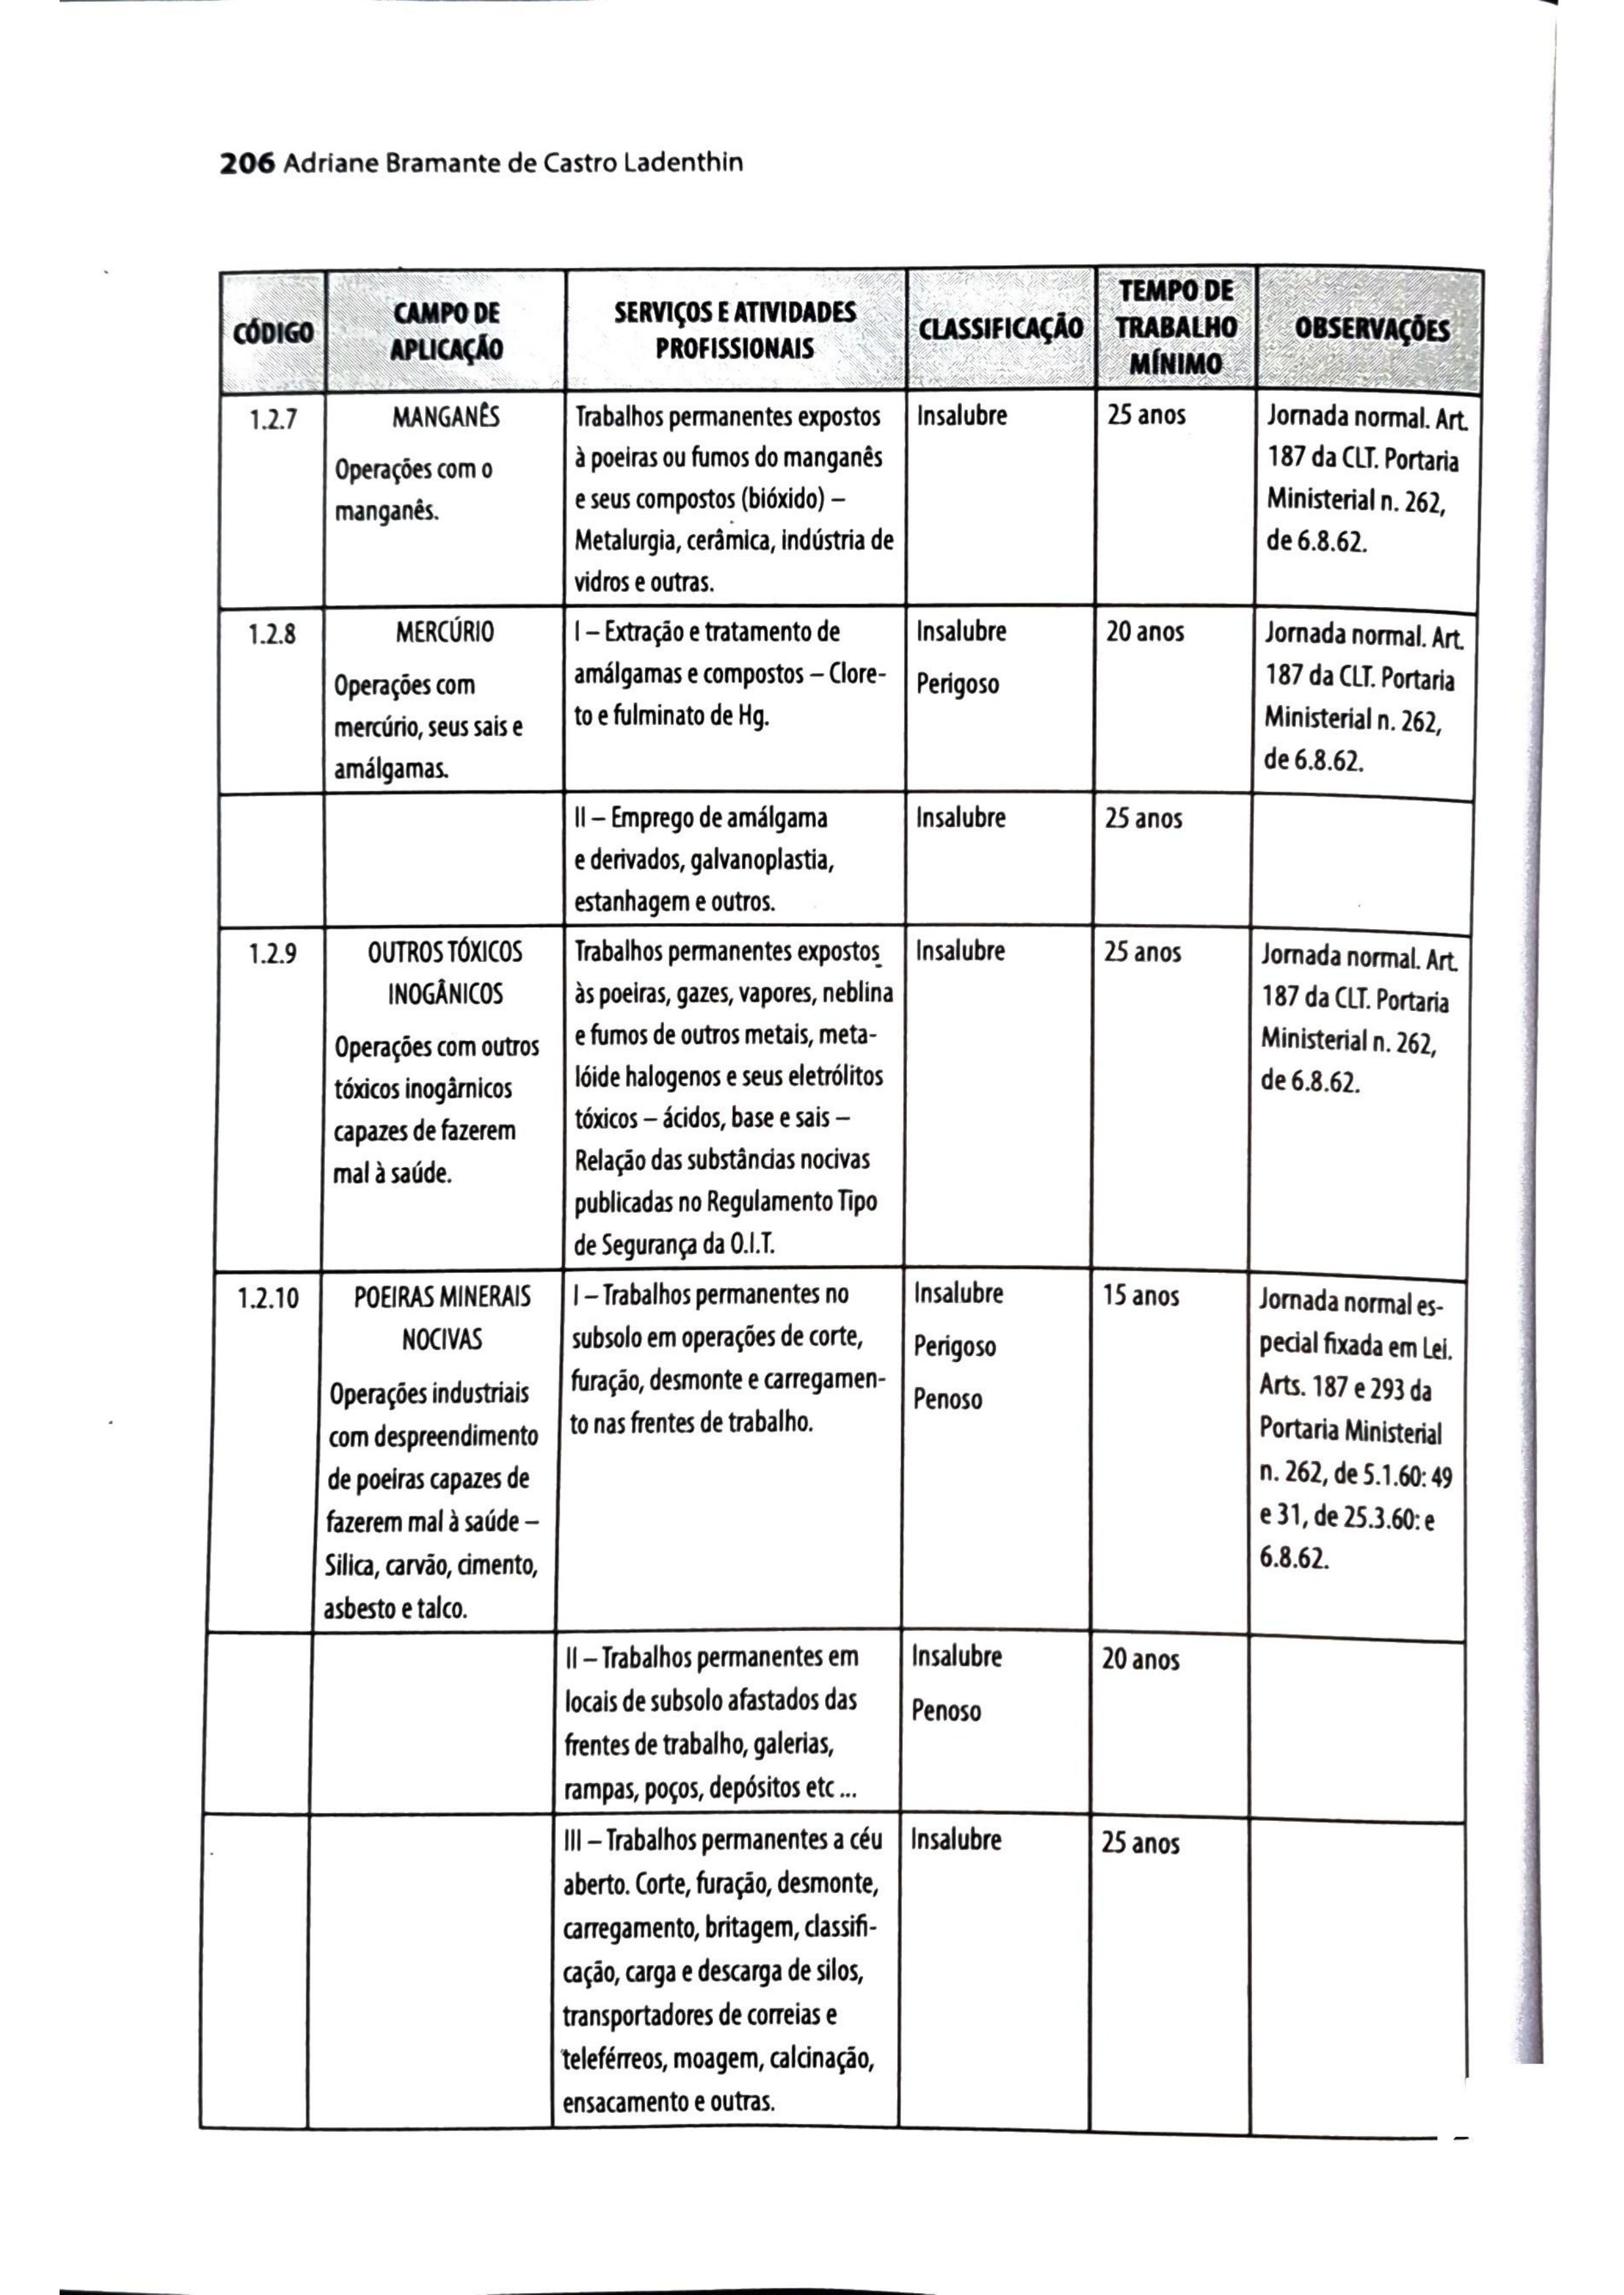 206 Adriane Bramante de Castro Ladenthin
CÓDIGO
CAMPO DE
APLICAÇÃO
SERVIÇOS E ATIVIDADES
PROFISSIONAIS
CLASSIFICAÇÃO
TEMPO DE
TRABALHO
MÍNIMO
OBSERVAÇÕES
1.2.7
MANGANÊS
Operações com o
manganês.
Trabalhos permanentes expostos
à poeiras ou fumos do manganês
e seus compostos (bióxido) –
Metalurgia, cerâmica, indústria de
vidros e outras.
Insalubre
25 anos
Jornada normal. Art.
187 da CLT. Portaria
Ministerial n. 262,
de 6.8.62.
1.2.8
MERCÚRIO
Operações com
mercúrio, seus sais e
amálgamas.
I – Extração e tratamento de
amálgamas e compostos – Clore-
to e fulminato de Hg.
Insalubre
Perigoso
20 anos
Jornada normal. Art.
187 da CLT. Portaria
Ministerial n. 262,
de 6.8.62.
II – Emprego de amálgama
e derivados, galvanoplastia,
estanhagem e outros.
Insalubre
25 anos
1.2.9
OUTROS TÓXICOS
INOGÂNICOS
Operações com outros
tóxicos inogârnicos
capazes de fazerem
mal à saúde.
Trabalhos permanentes expostos
às poeiras, gazes, vapores, neblina
e fumos de outros metais, meta-
lóide halogenos e seus eletrólitos
tóxicos – ácidos, base e sais –
Relação das substâncias nocivas
publicadas no Regulamento Tipo
de Segurança da O.I.T.
Insalubre
25 anos
Jornada normal. Art.
187 da CLT. Portaria
Ministerial n. 262,
de 6.8.62.
1.2.10
POEIRAS MINERAIS
NOCIVAS
Operações industriais
com despreendimento
de poeiras capazes de
fazerem mal à saúde –
Silica, carvão, cimento,
asbesto e talco.
I – Trabalhos permanentes no
subsolo em operações de corte,
furação, desmonte e carregamen-
to nas frentes de trabalho.
Insalubre
Perigoso
Penoso
15 anos
Jornada normal es-
pecial fixada em Lei.
Arts. 187 e 293 da
Portaria Ministerial
n. 262, de 5.1.60: 49
e 31, de 25.3.60: e
6.8.62.
II – Trabalhos permanentes em
locais de subsolo afastados das
frentes de trabalho, galerias,
rampas, poços, depósitos etc ...
Insalubre
Penoso
20 anos
III – Trabalhos permanentes a céu
aberto. Corte, furação, desmonte,
carregamento, britagem, classifi-
cação, carga e descarga de silos,
transportadores de correias e
teleférreos, moagem, calcinação,
ensacamento e outras.
Insalubre
25 anos